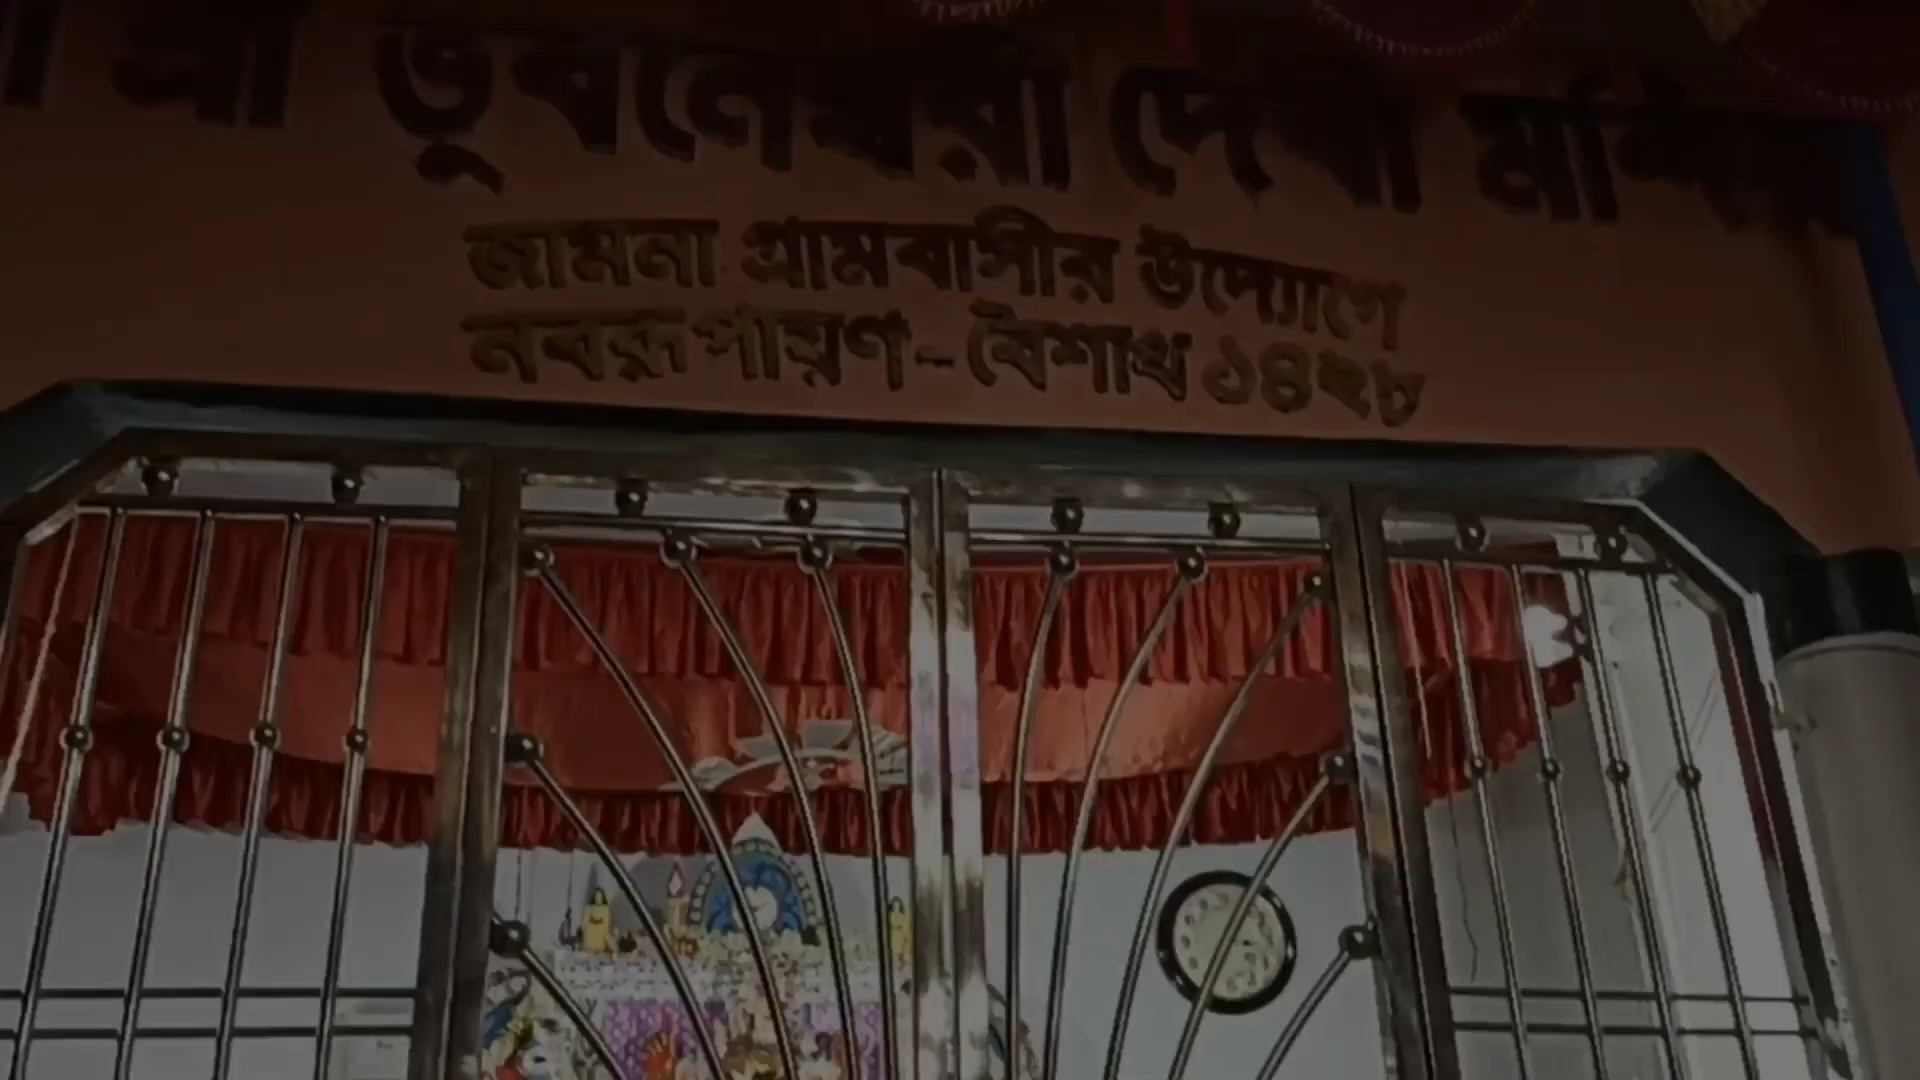 মা ভুবনেশ্বরী দেবী মন্দির
জামনা গ্রামবাসীর উদ্যোগে
নবরূপায়ণ - বৈশাখ ১৪২৮